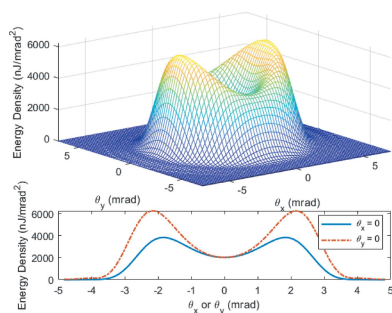 Energy Density (nJ/mrad²)
6000
4000
2000
0
5
0
-5
-5
0
5
θy (mrad)
θx (mrad)
Energy Density (nJ/mrad²)
6000
4000
2000
0
θx = 0
θy = 0
-5 -4 -3 -2 -1 0 1 2 3 4 5
θx or θy (mrad)